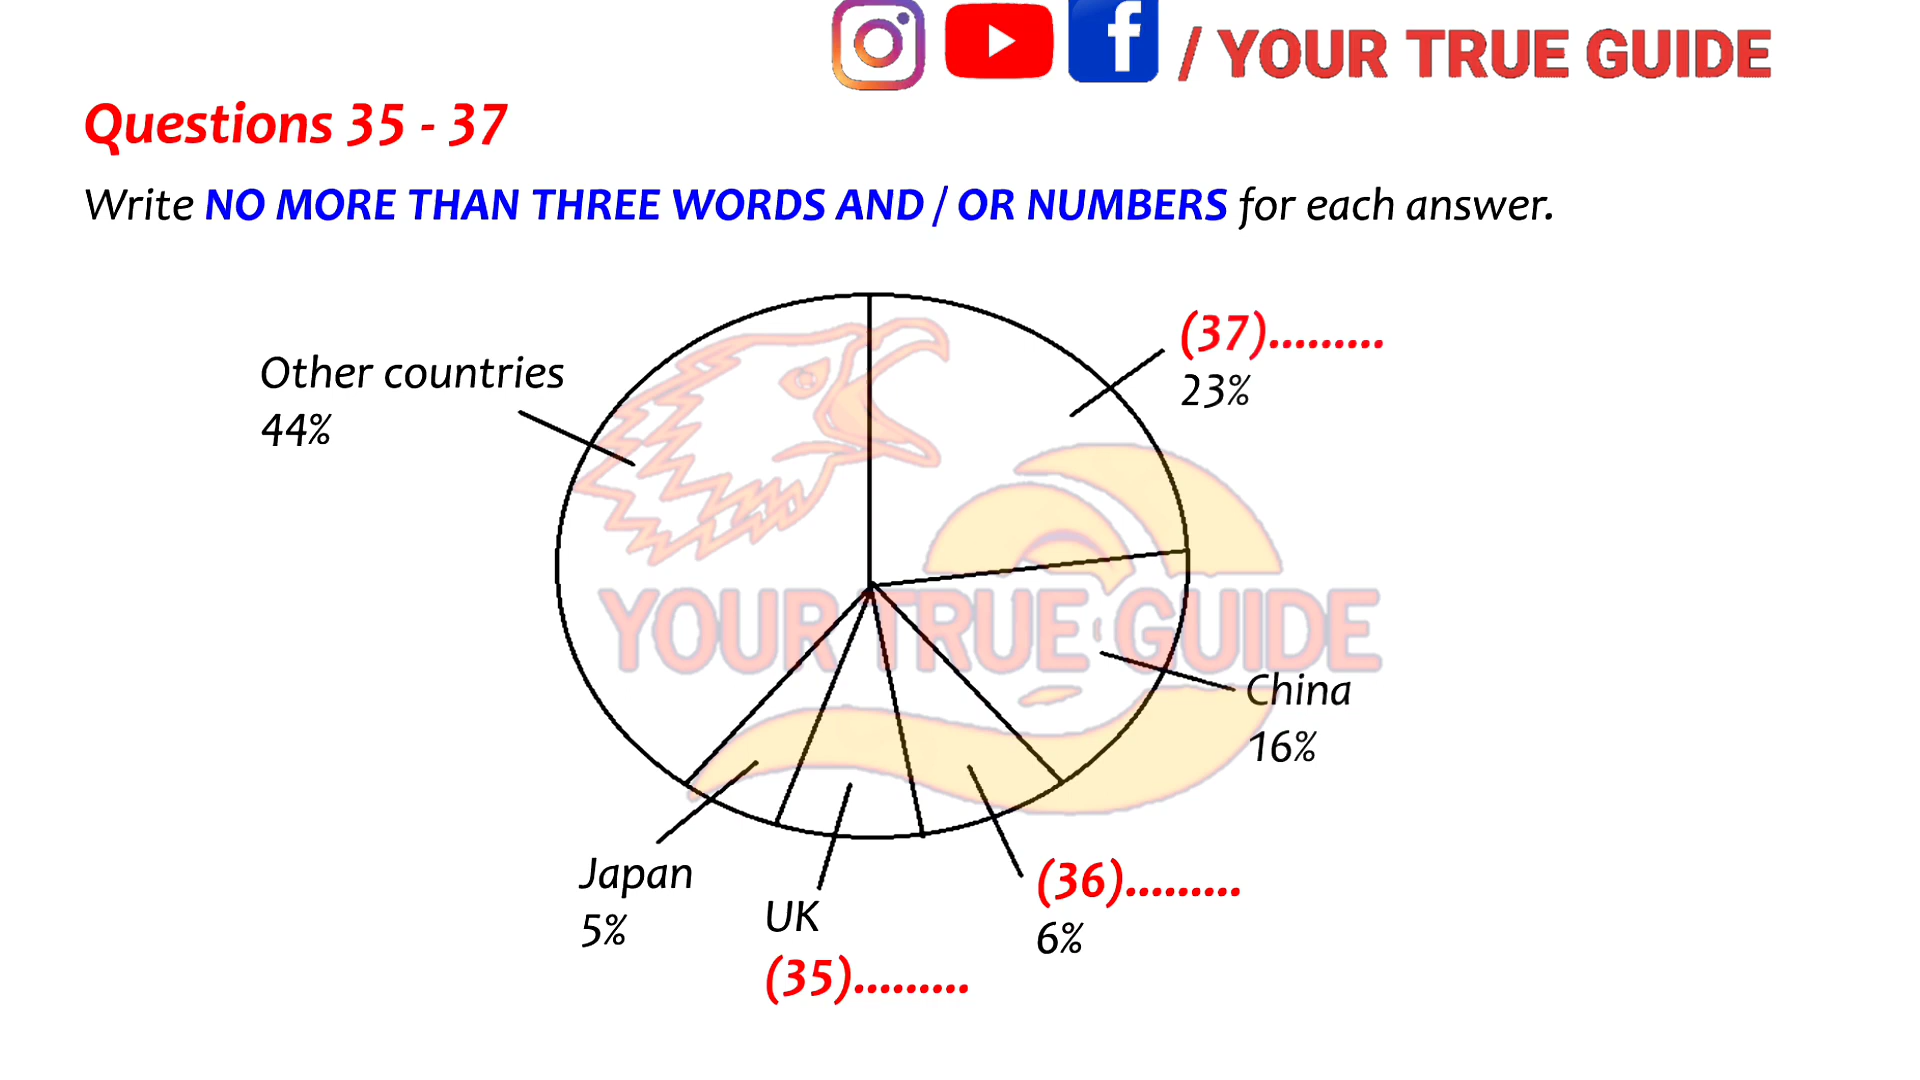 / YOUR TRUE GUIDE
Questions 35 - 37
Write NO MORE THAN THREE WORDS AND / OR NUMBERS for each answer.
(37).........
23%
Other countries
44%
YOUR TRUE GUIDE
China
16%
Japan
5%
UK
(35).........
(36).........
6%